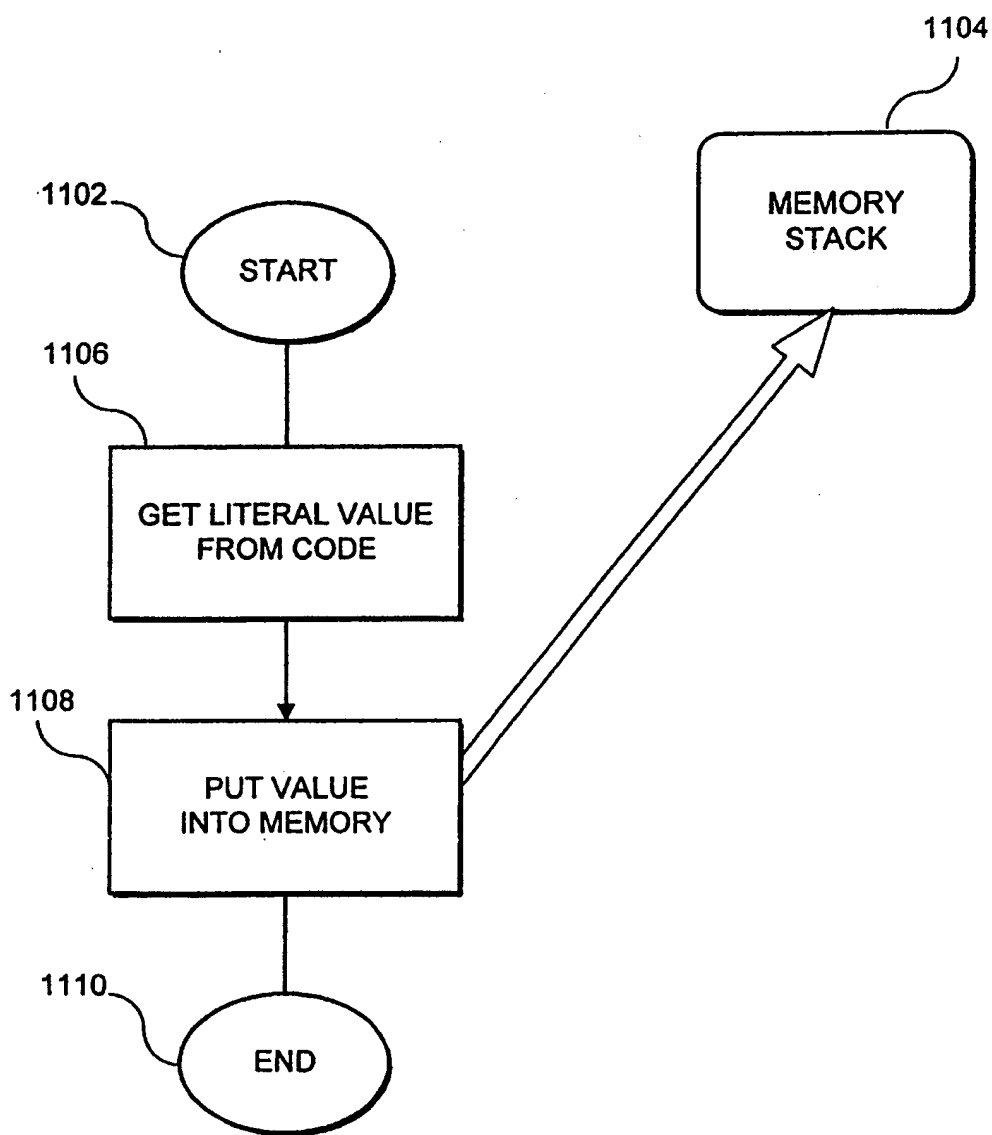 1104
MEMORY
STACK
1102
START
1106
GET LITERAL VALUE
FROM CODE
1108
PUT VALUE
INTO MEMORY
1110
END